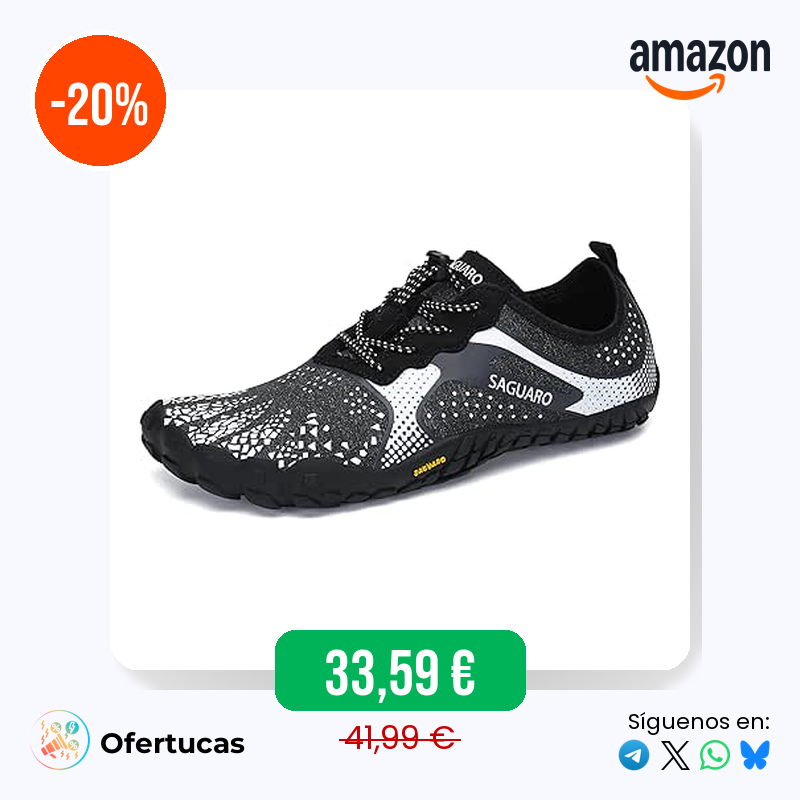 -20%
amazon
SAGUARO
SAGUARO
SAGUARO
33,59 €
41,99 €
Ofertucas
Síguenos en: